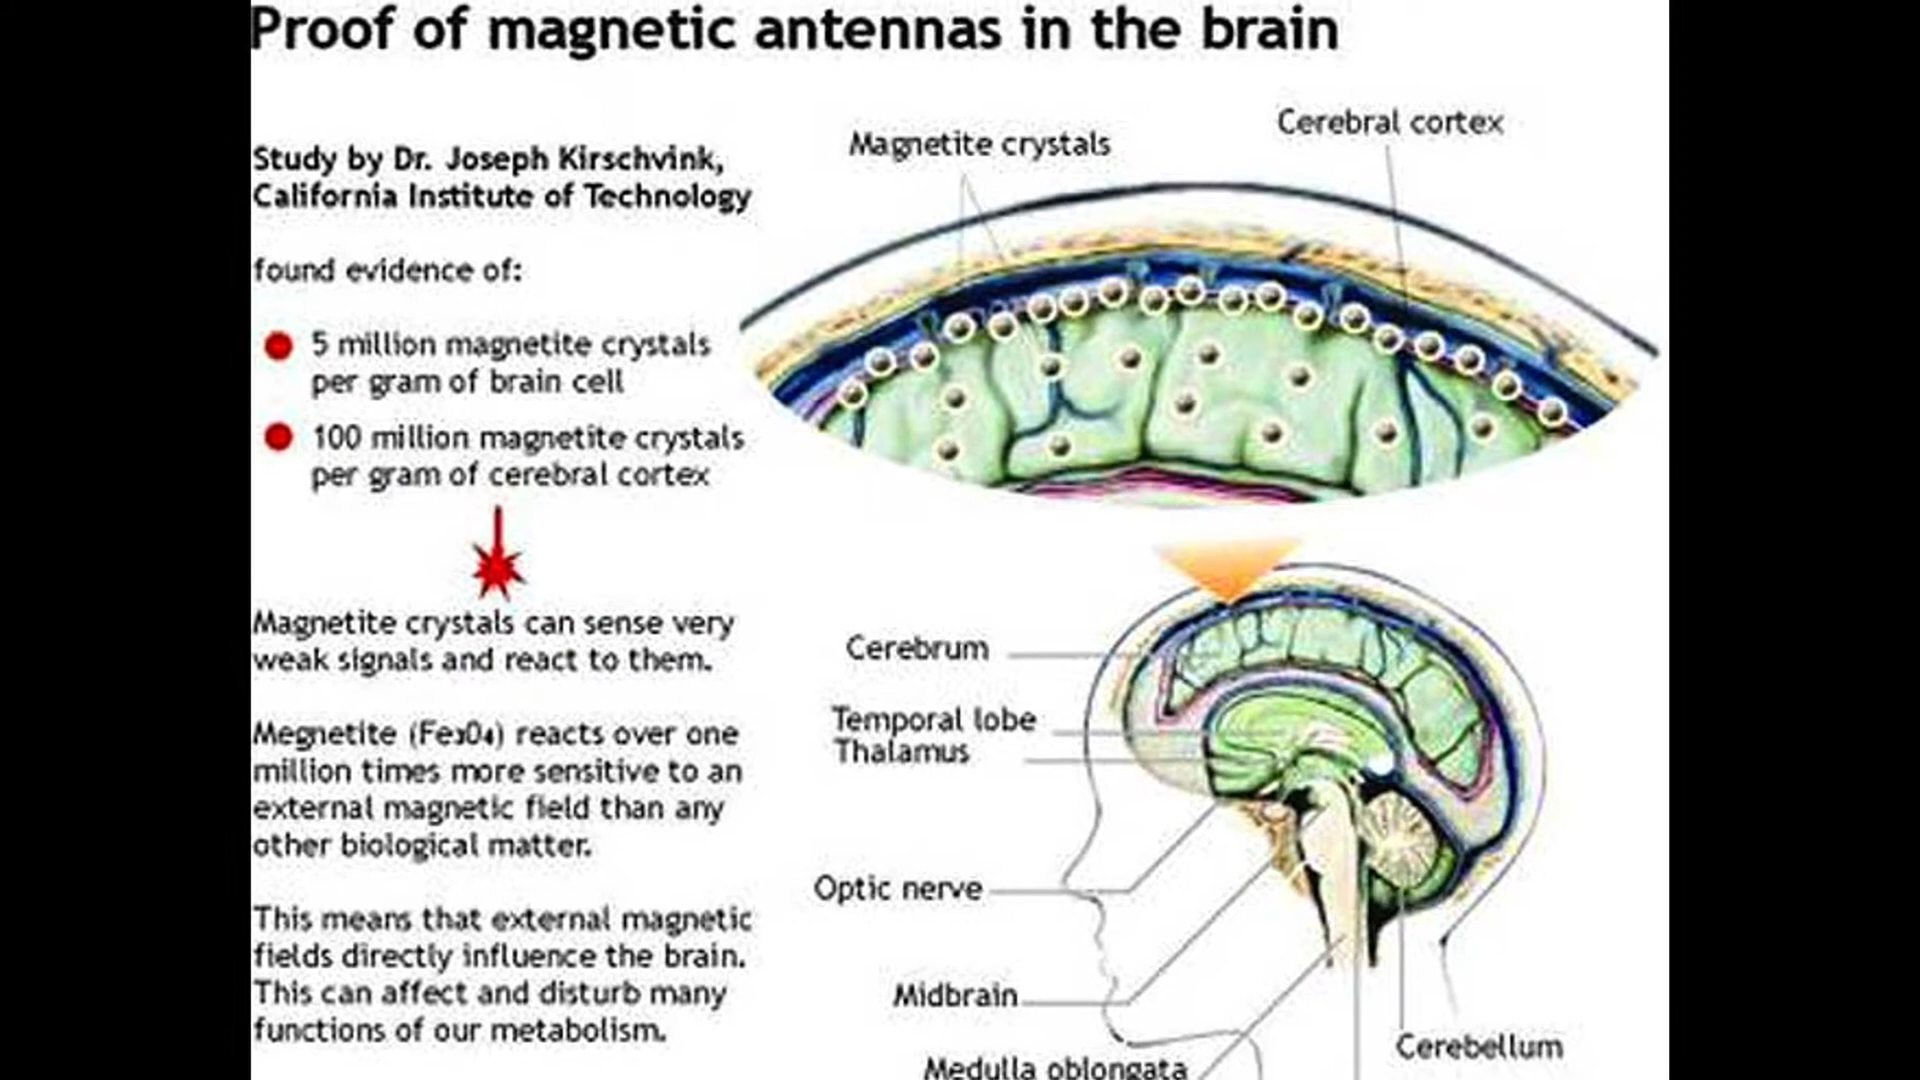 Proof of magnetic antennas in the brain
Study by Dr. Joseph Kirschvink,
California Institute of Technology
found evidence of:
5 million magnetite crystals
per gram of brain cell
100 million magnetite crystals
per gram of cerebral cortex
Magnetite crystals can sense very
weak signals and react to them.
Megnetite (Fe₃O₄) reacts over one
million times more sensitive to an
external magnetic field than any
other biological matter.
This means that external magnetic
fields directly influence the brain.
This can affect and disturb many
functions of our metabolism.
Magnetite crystals
Cerebral cortex
Cerebrum
Temporal lobe
Thalamus
Optic nerve
Midbrain
Medulla oblongata
Cerebellum